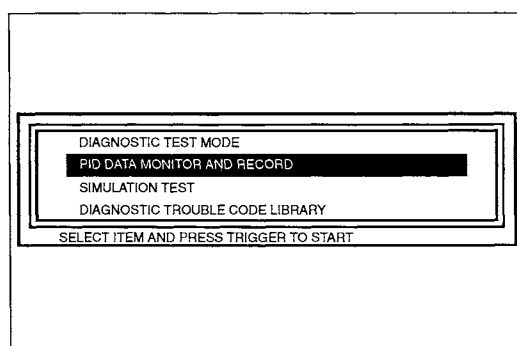 DIAGNOSTIC TEST MODE
PID DATA MONITOR AND RECORD
SIMULATION TEST
DIAGNOSTIC TROUBLE CODE LIBRARY
SELECT ITEM AND PRESS TRIGGER TO START